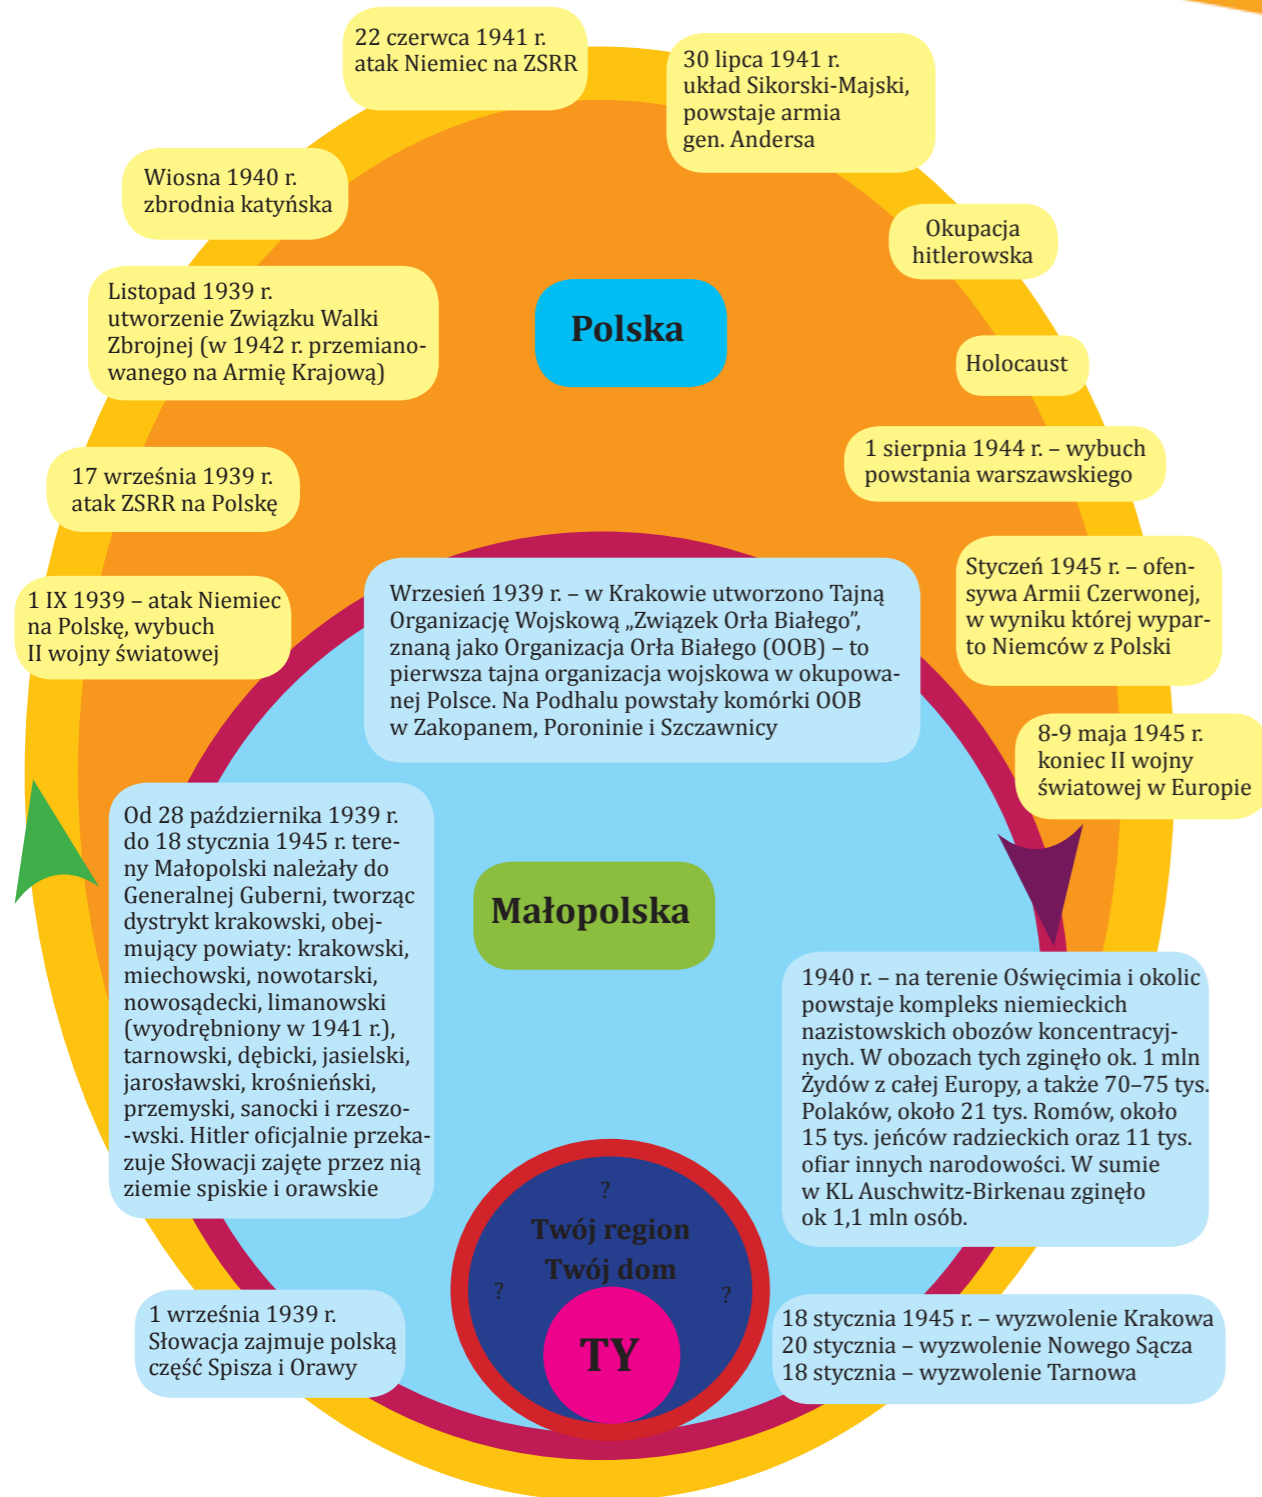 22 czerwca 1941 r.
atak Niemiec na ZSRR
30 lipca 1941 r.
układ Sikorski-Majski,
powstaje armia
gen. Andersa
Wiosna 1940 r.
zbrodnia katyńska
Okupacja
hitlerowska
Listopad 1939 r.
utworzenie Związku Walki
Zbrojnej (w 1942 r. przemiano-
wanego na Armię Krajową)
Polska
Holocaust
17 września 1939 r.
atak ZSRR na Polskę
1 sierpnia 1944 r. – wybuch
powstania warszawskiego
1 IX 1939 – atak Niemiec
na Polskę, wybuch
II wojny światowej
Wrzesień 1939 r. – w Krakowie utworzono Tajną
Organizację Wojskową „Związek Orła Białego”,
znaną jako Organizacja Orła Białego (OOB) – to
pierwsza tajna organizacja wojskowa w okupowa-
nej Polsce. Na Podhalu powstały komórki OOB
w Zakopanem, Poroninie i Szczawnicy
Styczeń 1945 r. – ofen-
sywa Armii Czerwonej,
w wyniku której wypar-
to Niemców z Polski
8-9 maja 1945 r.
koniec II wojny
światowej w Europie
Od 28 października 1939 r.
do 18 stycznia 1945 r. tere-
ny Małopolski należały do
Generalnej Guberni, tworząc
dystrykt krakowski, obej-
mujący powiaty: krakowski,
miechowski, nowotarski,
nowosądecki, limanowski
(wyodrębniony w 1941 r.),
tarnowski, dębicki, jasielski,
jarosławski, krośnieński,
przemyski, sanocki i rzeszo-
-wski. Hitler oficjalnie przeka-
zuje Słowacji zajęte przez nią
ziemie spiskie i orawskie
Małopolska
1940 r. – na terenie Oświęcimia i okolic
powstaje kompleks niemieckich
nazistowskich obozów koncentracyj-
nych. W obozach tych zginęło ok. 1 mln
Żydów z całej Europy, a także 70–75 tys.
Polaków, około 21 tys. Romów, około
15 tys. jeńców radzieckich oraz 11 tys.
ofiar innych narodowości. W sumie
w KL Auschwitz-Birkenau zginęło
ok 1,1 mln osób.
?
Twój region
Twój dom
? ?
TY
1 września 1939 r.
Słowacja zajmuje polską
część Spisza i Orawy
18 stycznia 1945 r. – wyzwolenie Krakowa
20 stycznia – wyzwolenie Nowego Sącza
18 stycznia – wyzwolenie Tarnowa